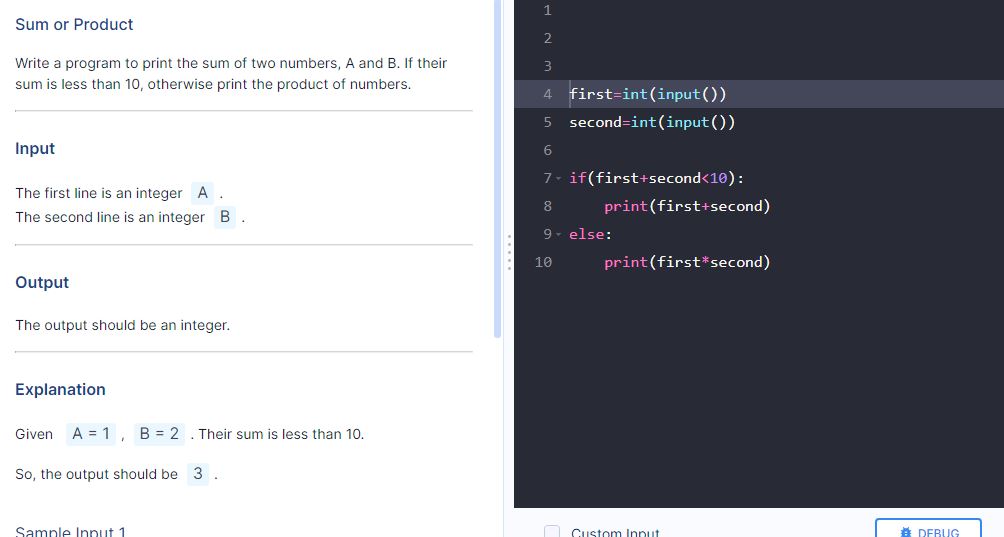 Sum or Product
Write a program to print the sum of two numbers, A and B. If their
sum is less than 10, otherwise print the product of numbers.
Input
The first line is an integer A .
The second line is an integer B .
Output
The output should be an integer.
Explanation
Given A = 1 , B = 2 . Their sum is less than 10.
So, the output should be 3 .
Sample Input 1
1
2
3
4 first=int(input())
5 second=int(input())
6
7 if(first+second<10):
8 print(first+second)
9 else:
10 print(first*second)
Custom Input
DEBUG